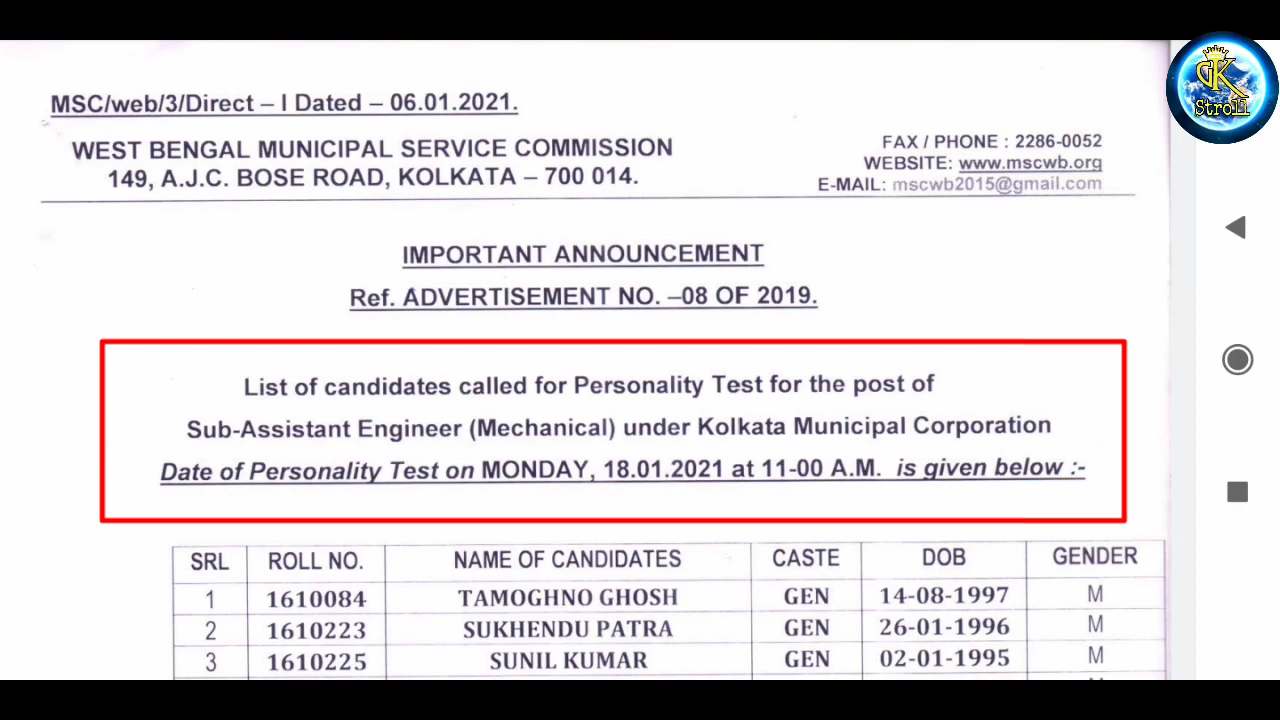 MSC/web/3/Direct – I Dated – 06.01.2021.
WEST BENGAL MUNICIPAL SERVICE COMMISSION
149, A.J.C. BOSE ROAD, KOLKATA – 700 014.
FAX / PHONE : 2286-0052
WEBSITE: www.mscwb.org
E-MAIL: mscwb2015@gmail.com
GK
Stroll
IMPORTANT ANNOUNCEMENT
Ref. ADVERTISEMENT NO. –08 OF 2019.
List of candidates called for Personality Test for the post of
Sub-Assistant Engineer (Mechanical) under Kolkata Municipal Corporation
Date of Personality Test on MONDAY, 18.01.2021 at 11-00 A.M. is given below :-
SRL ROLL NO. NAME OF CANDIDATES CASTE DOB GENDER
1 1610084 TAMOGHNO GHOSH GEN 14-08-1997 M
2 1610223 SUKHENDU PATRA GEN 26-01-1996 M
3 1610225 SUNIL KUMAR GEN 02-01-1995 M